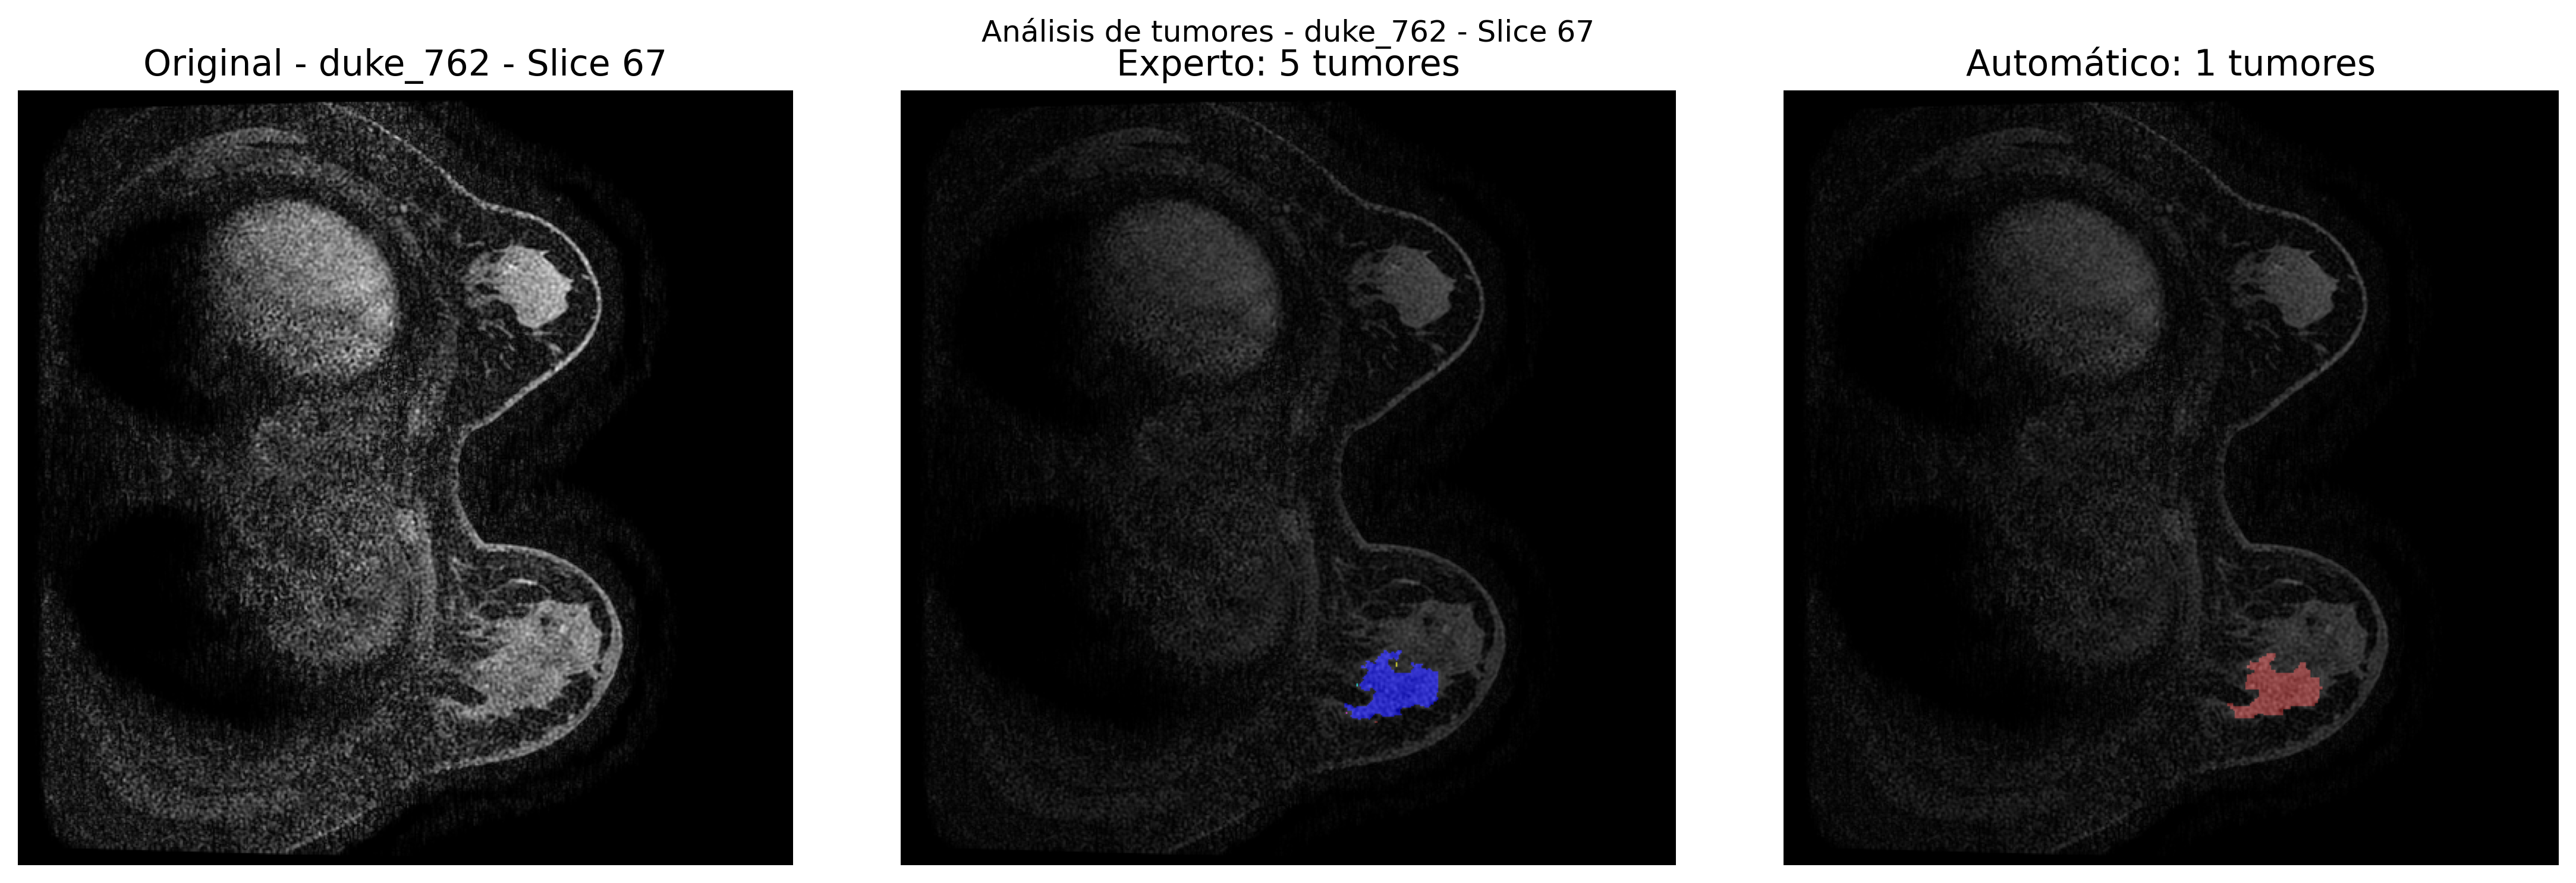 Análisis de tumores - duke_762 - Slice 67
Original - duke_762 - Slice 67
Experto: 5 tumores
Automático: 1 tumores